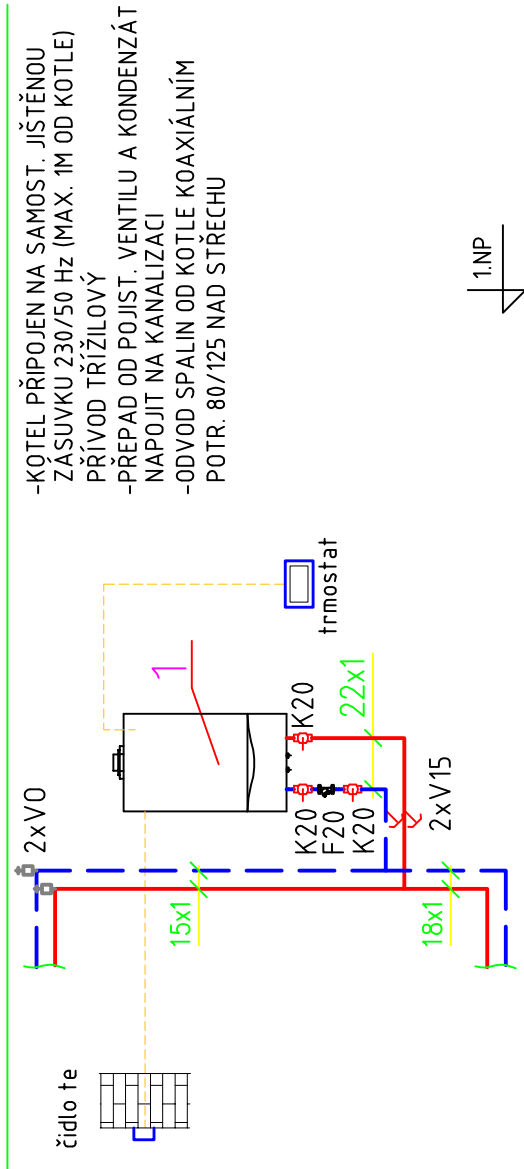 -KOTEL PŘIPOJEN NA SAMOST. JIŠTĚNOU
ZÁSUVKU 230/50 Hz (MAX. 1M OD KOTLE)
PŘÍVOD TŘÍŽILOVÝ
-PŘEPAD OD POJIST. VENTILU A KONDENZÁT
NAPOJIT NA KANALIZACI
-ODVOD SPALIN OD KOTLE KOAXIÁLNÍM
POTR. 80/125 NAD STŘECHU
1.NP
trmostat
1
K20
22x1
K20
F20
K20
2xV15
2xVO
15x1
18x1
čidlo te